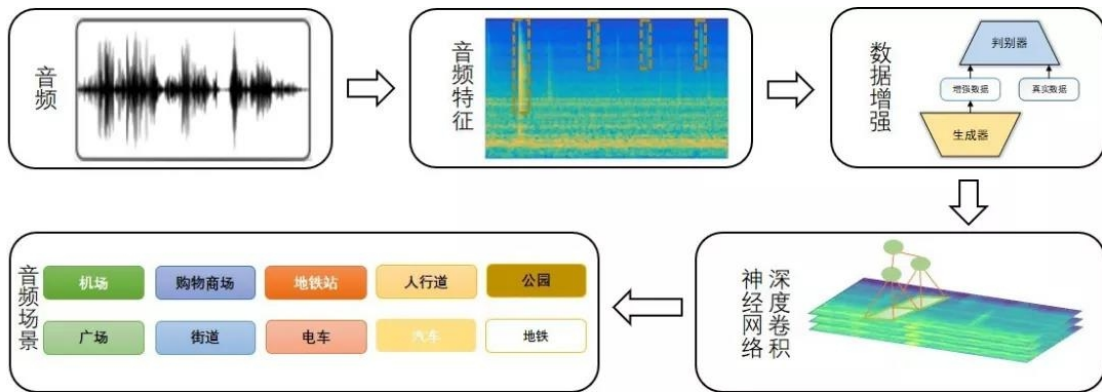 音频
音频特征
数据增强
判别器
增强数据
真实数据
生成器
深度卷积
神经网络
音频场景
机场
购物商场
地铁站
人行道
公园
广场
街道
电车
汽车
地铁